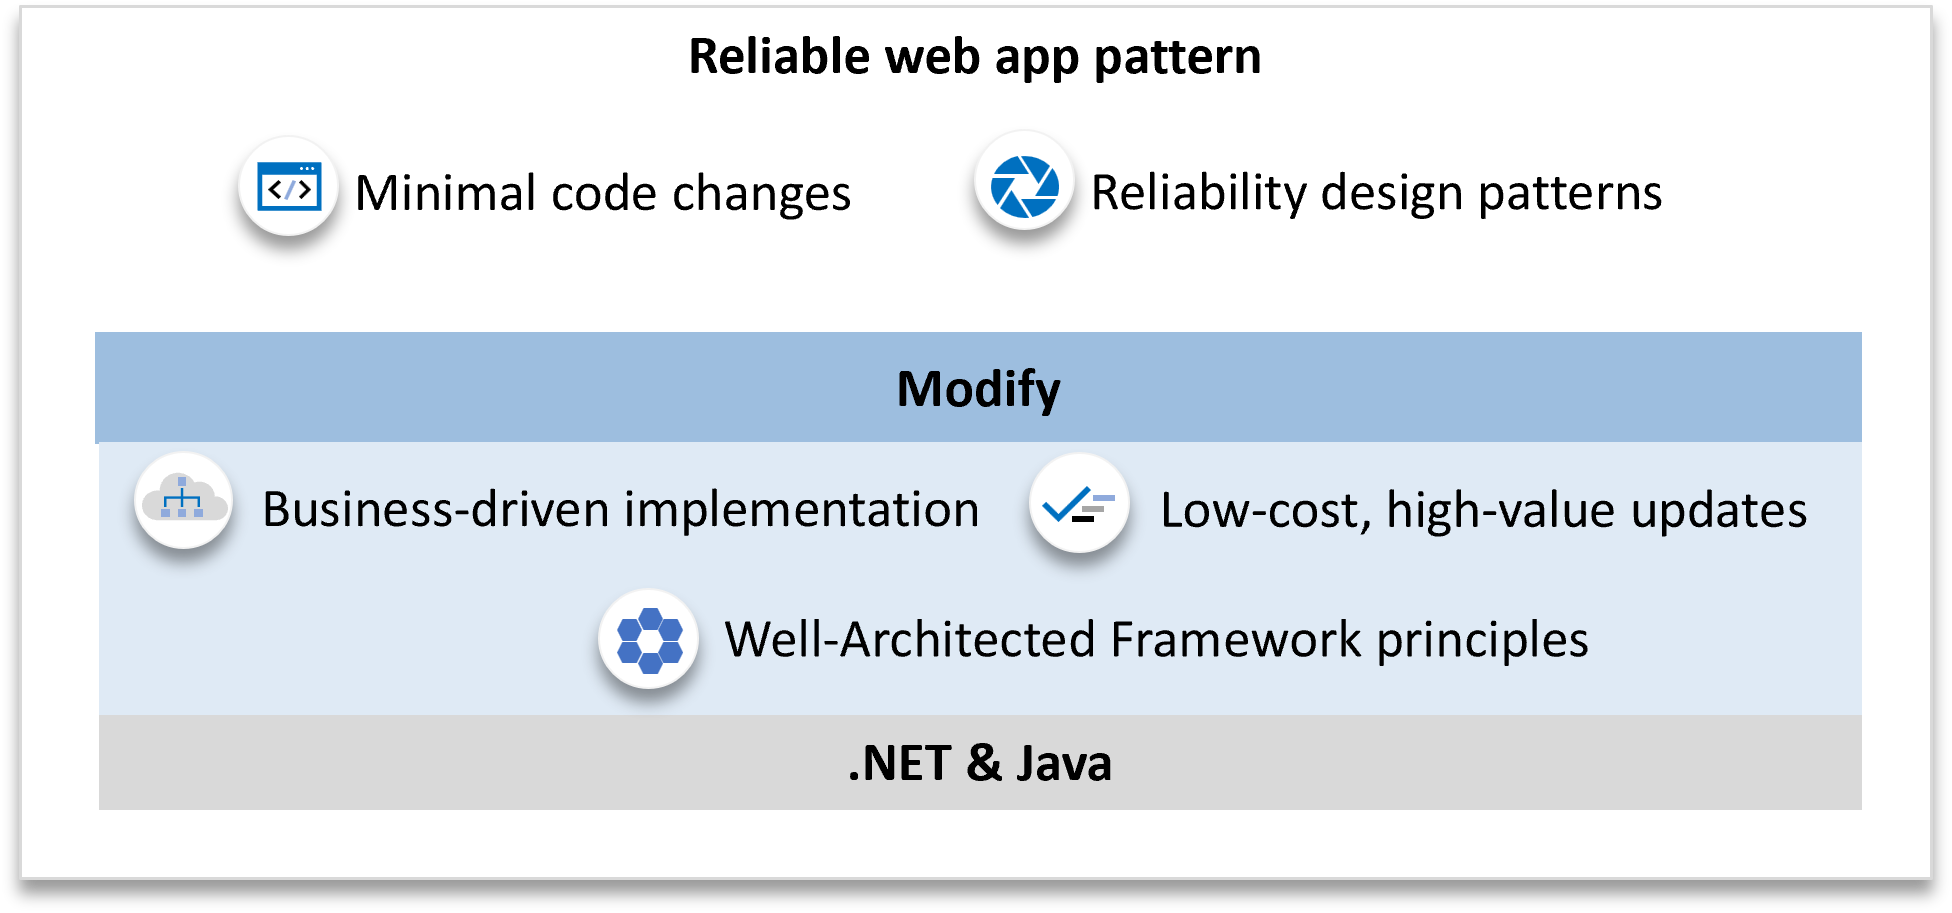 Reliable web app pattern
Minimal code changes
Reliability design patterns
Modify
Business-driven implementation
Low-cost, high-value updates
Well-Architected Framework principles
.NET & Java